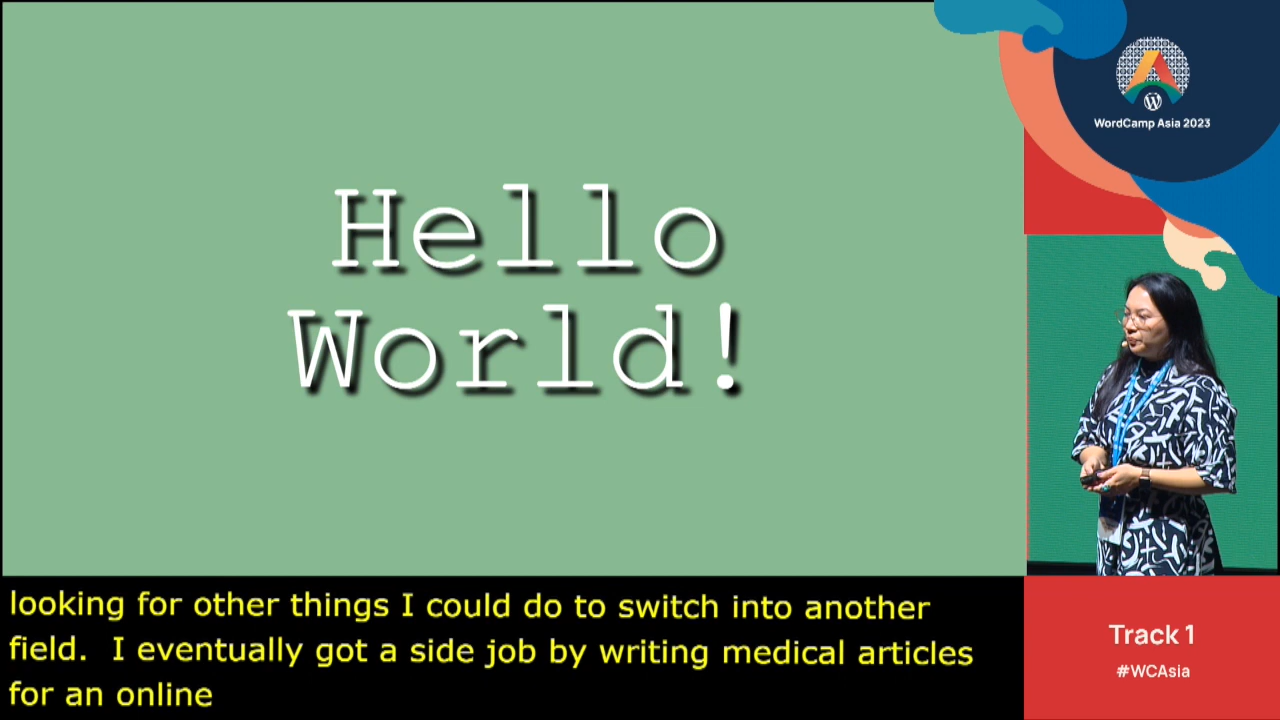 Hello
World!
WordCamp Asia 2023
looking for other things I could do to switch into another
field.  I eventually got a side job by writing medical articles
for an online
Track 1
#WCAsia